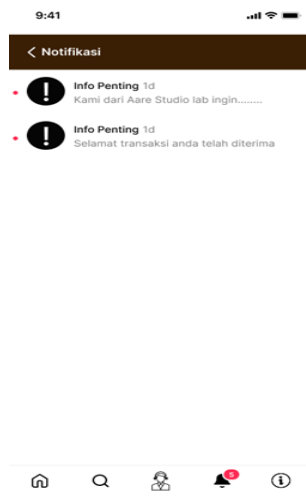 9:41
Notifikasi
Info Penting 1d
Kami dari Aare Studio lab ingin........
Info Penting 1d
Selamat transaksi anda telah diterima
5